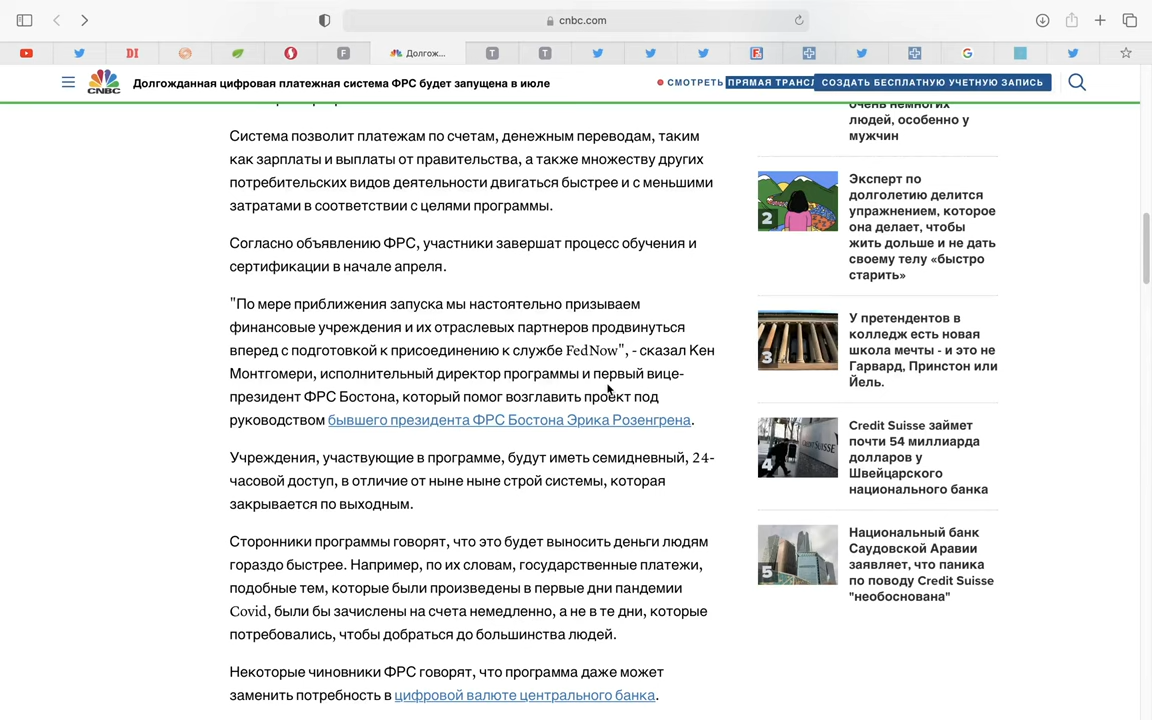 cnbc.com
DI
F
Долгож...
T
T
F
G
CNBC
Долгожданная цифровая платежная система ФРС будет запущена в июле
СМОТРЕТЬ ПРЯМАЯ ТРАНСЛ
СОЗДАТЬ БЕСПЛАТНУЮ УЧЕТНУЮ ЗАПИСЬ
Система позволит платежам по счетам, денежным переводам, таким
как зарплаты и выплаты от правительства, а также множеству других
потребительских видов деятельности двигаться быстрее и с меньшими
затратами в соответствии с целями программы.
Согласно объявлению ФРС, участники завершат процесс обучения и
сертификации в начале апреля.
"По мере приближения запуска мы настоятельно призываем
финансовые учреждения и их отраслевых партнеров продвинуться
вперед с подготовкой к присоединению к службе FedNow", - сказал Кен
Монтгомери, исполнительный директор программы и первый вице-
президент ФРС Бостона, который помог возглавить проект под
руководством бывшего президента ФРС Бостона Эрика Розенгрена.
Учреждения, участвующие в программе, будут иметь семидневный, 24-
часовой доступ, в отличие от ныне ныне строй системы, которая
закрывается по выходным.
Сторонники программы говорят, что это будет выносить деньги людям
гораздо быстрее. Например, по их словам, государственные платежи,
подобные тем, которые были произведены в первые дни пандемии
Covid, были бы зачислены на счета немедленно, а не в те дни, которые
потребовались, чтобы добраться до большинства людей.
Некоторые чиновники ФРС говорят, что программа даже может
заменить потребность в цифровой валюте центрального банка.
очень немногих
людей, особенно у
мужчин
2
Эксперт по
долголетию делится
упражнением, которое
она делает, чтобы
жить дольше и не дать
своему телу «быстро
старить»
3
У претендентов в
колледж есть новая
школа мечты - и это не
Гарвард, Принстон или
Йель.
4
Credit Suisse займет
почти 54 миллиарда
долларов у
Швейцарского
национального банка
5
Национальный банк
Саудовской Аравии
заявляет, что паника
по поводу Credit Suisse
"необоснована"